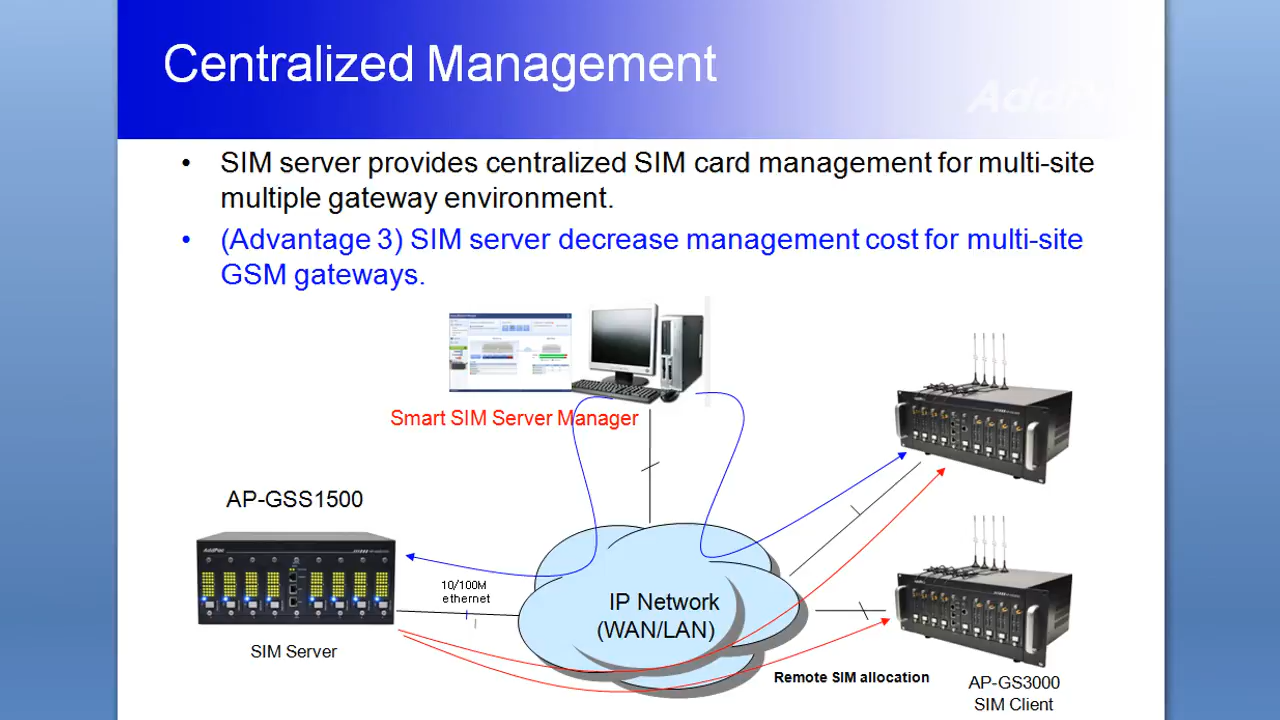 Centralized Management
• SIM server provides centralized SIM card management for multi-site
multiple gateway environment.
• (Advantage 3) SIM server decrease management cost for multi-site
GSM gateways.
Smart SIM Server Manager
AP-GSS1500
AddPac
10/100M
ethernet
IP Network
(WAN/LAN)
SIM Server
Remote SIM allocation
AP-GS3000
SIM Client